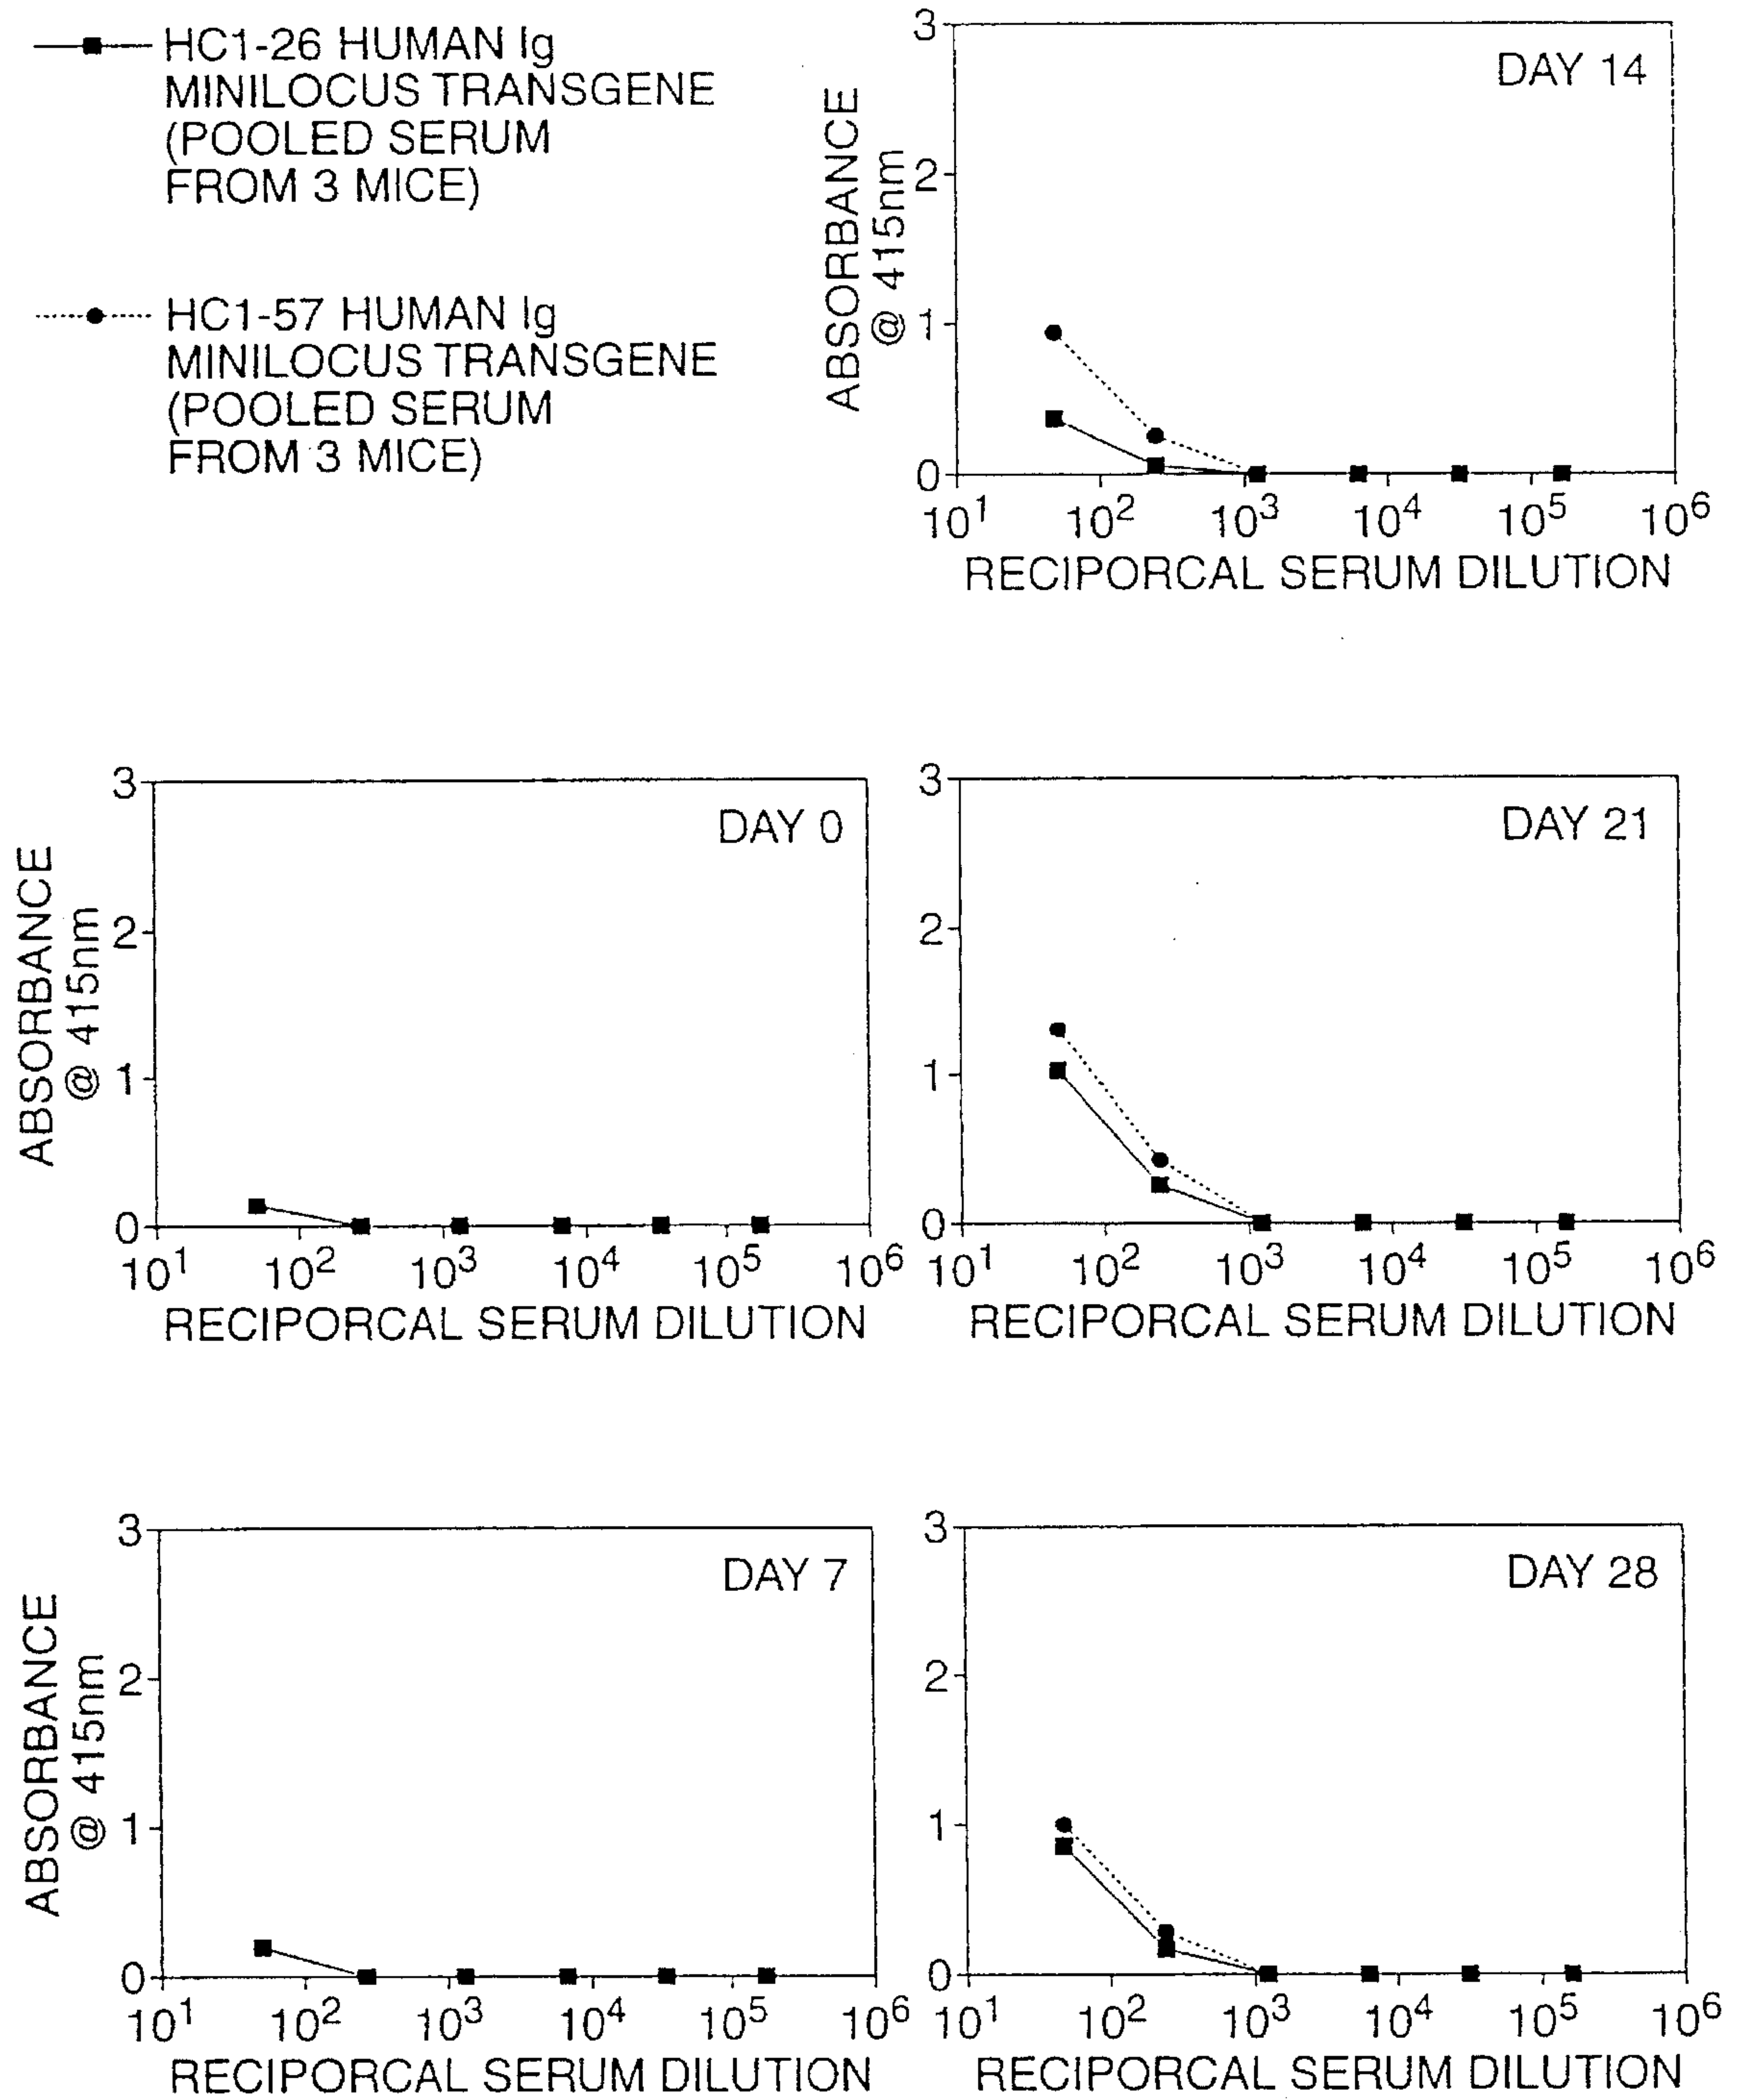 HC1-26 HUMAN Ig
MINILOCUS TRANSGENE
(POOLED SERUM
FROM 3 MICE)
HC1-57 HUMAN Ig
MINILOCUS TRANSGENE
(POOLED SERUM
FROM 3 MICE)
DAY 14
ABSORBANCE
@ 415nm
3
2
1
0
10¹ 10² 10³ 10⁴ 10⁵ 10⁶
RECIPORCAL SERUM DILUTION
DAY 0
ABSORBANCE
@ 415nm
3
2
1
0
10¹ 10² 10³ 10⁴ 10⁵ 10⁶
RECIPORCAL SERUM DILUTION
DAY 21
3
2
1
0
10¹ 10² 10³ 10⁴ 10⁵ 10⁶
RECIPORCAL SERUM DILUTION
DAY 7
ABSORBANCE
@ 415nm
3
2
1
0
10¹ 10² 10³ 10⁴ 10⁵ 10⁶
RECIPORCAL SERUM DILUTION
DAY 28
3
2
1
0
10¹ 10² 10³ 10⁴ 10⁵ 10⁶
RECIPORCAL SERUM DILUTION